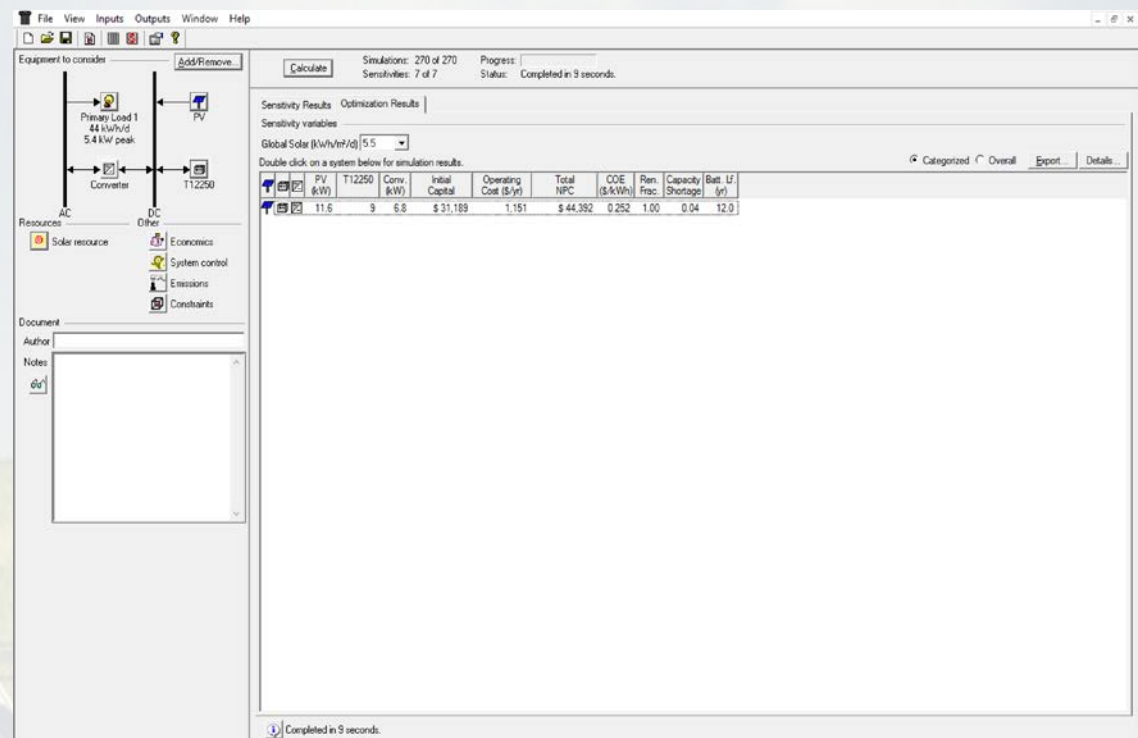 File View Inputs Outputs Window Help
Equipment to consider
Add/Remove...
Primary Load 1
44 kWh/d
5.4 kW peak
PV
Converter
T12250
AC
DC
Resources
Other
Solar resource
Economics
System control
Emissions
Constraints
Document
Author
Notes
Calculate
Simulations: 270 of 270
Progress:
Sensitivities: 7 of 7
Status: Completed in 9 seconds.
Sensitivity Results Optimization Results
Sensitivity variables
Global Solar (kWh/m²/d) 5.5
Double click on a system below for simulation results.
Categorized Overall Export... Details...
PV (kW) T12250 Conv. (kW) Initial Capital Operating Cost ($/yr) Total NPC COE ($/kWh) Ren. Frac. Capacity Shortage Batt. Lf. (yr)
11.6 9 6.8 $ 31,189 1,151 $ 44,392 0.252 1.00 0.04 12.0
Completed in 9 seconds.